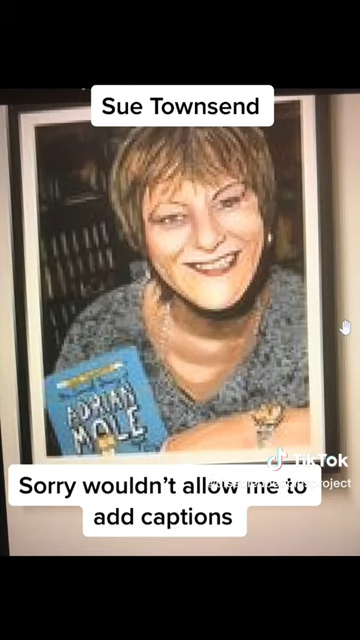 Sue Townsend
ADRIAN
MOLE
Sorry wouldn't allow me to
add captions
TikTok